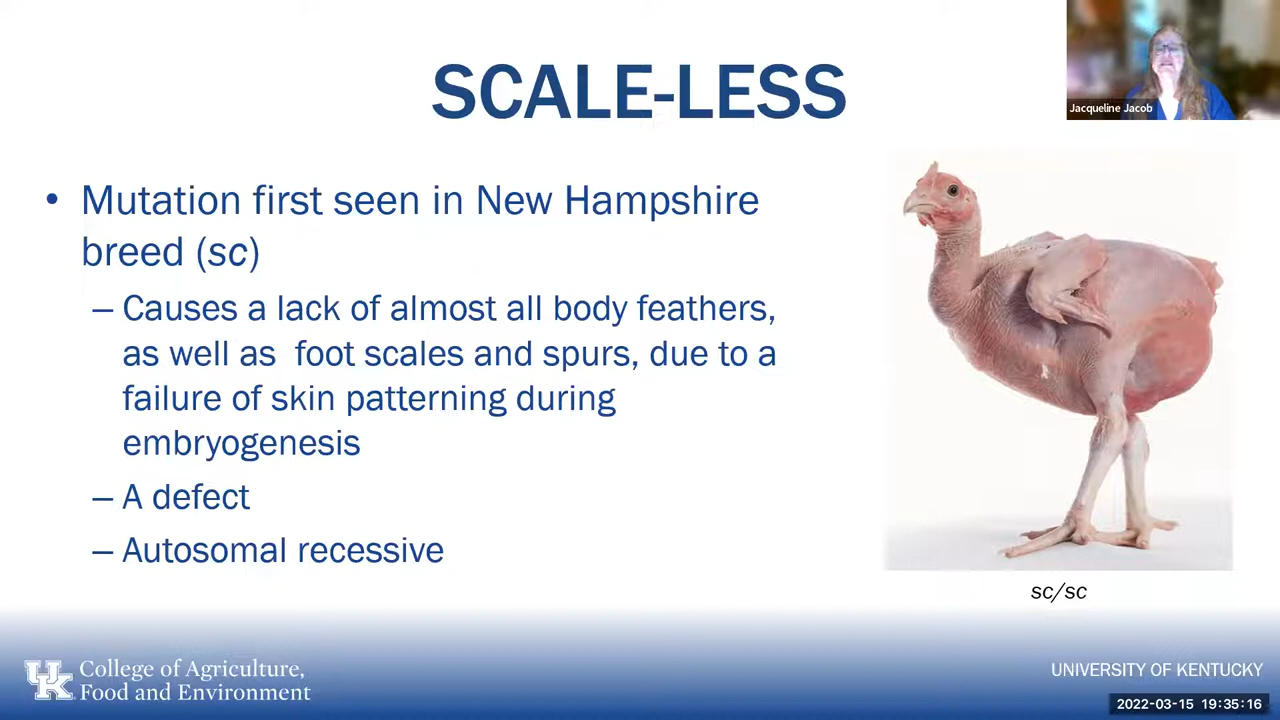 SCALE-LESS
Jacqueline Jacob
• Mutation first seen in New Hampshire
breed (sc)
– Causes a lack of almost all body feathers,
as well as  foot scales and spurs, due to a
failure of skin patterning during
embryogenesis
– A defect
– Autosomal recessive
sc/sc
UK
College of Agriculture,
Food and Environment
UNIVERSITY OF KENTUCKY
2022-03-15 19:35:16